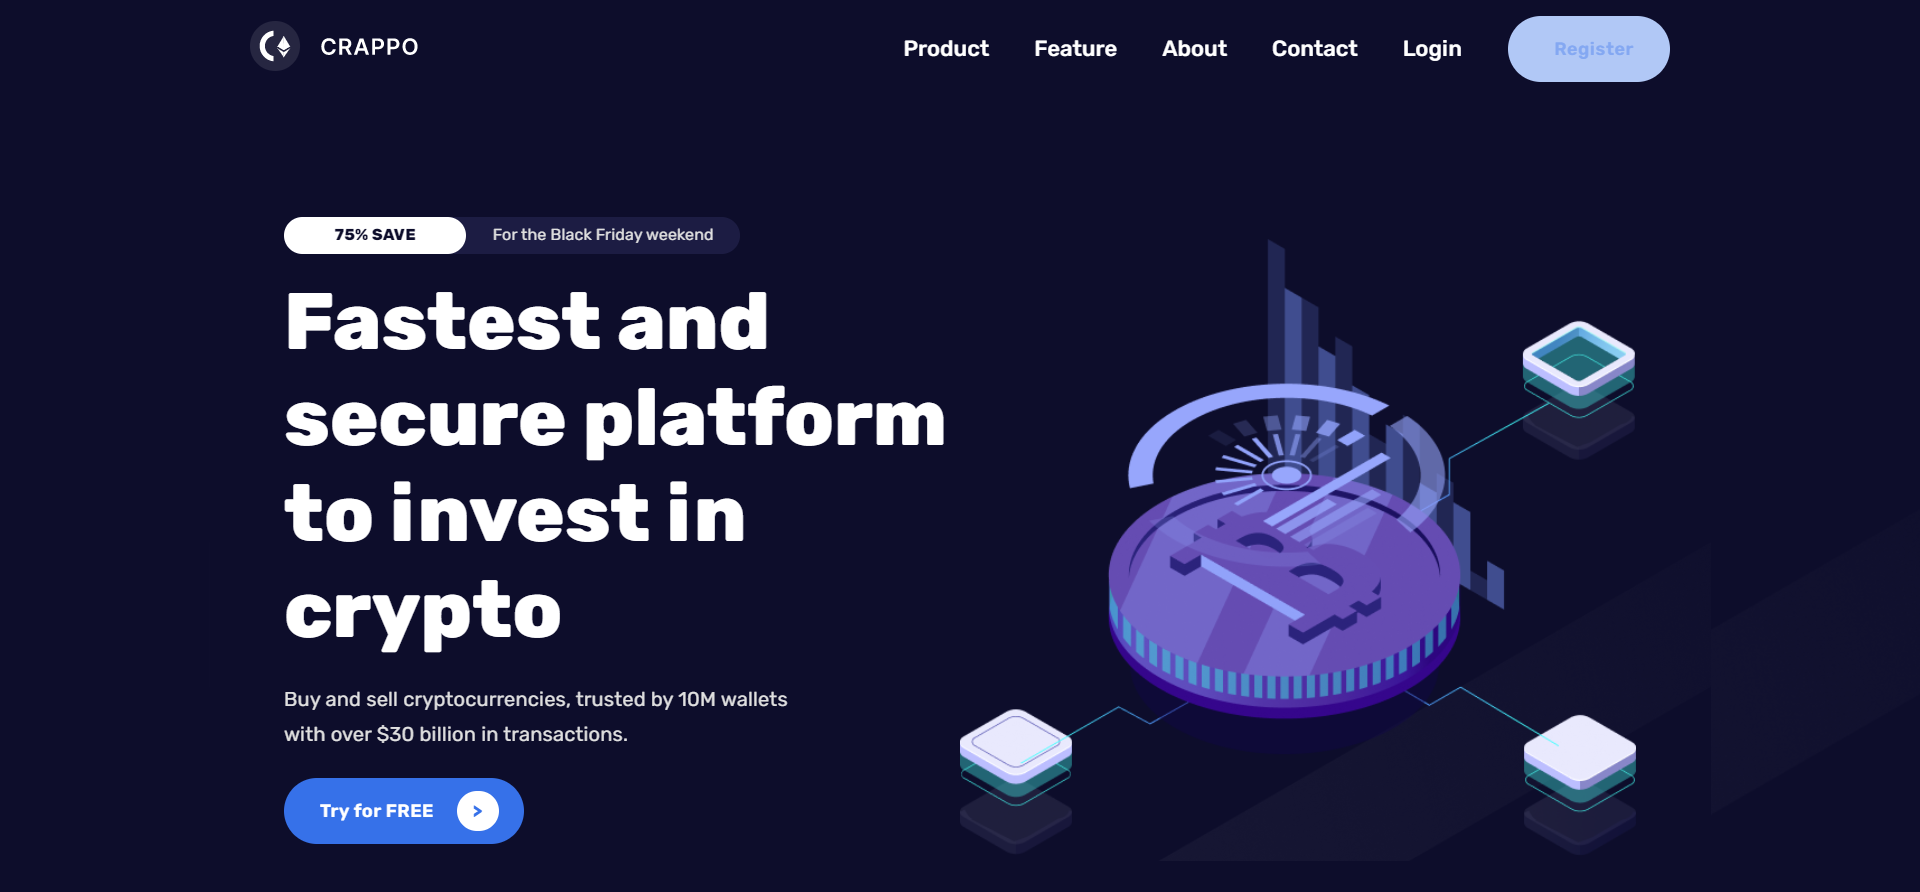 CRAPPO
Product Feature About Contact Login Register
75% SAVE For the Black Friday weekend
Fastest and
secure platform
to invest in
crypto
Buy and sell cryptocurrencies, trusted by 10M wallets
with over $30 billion in transactions.
Try for FREE >